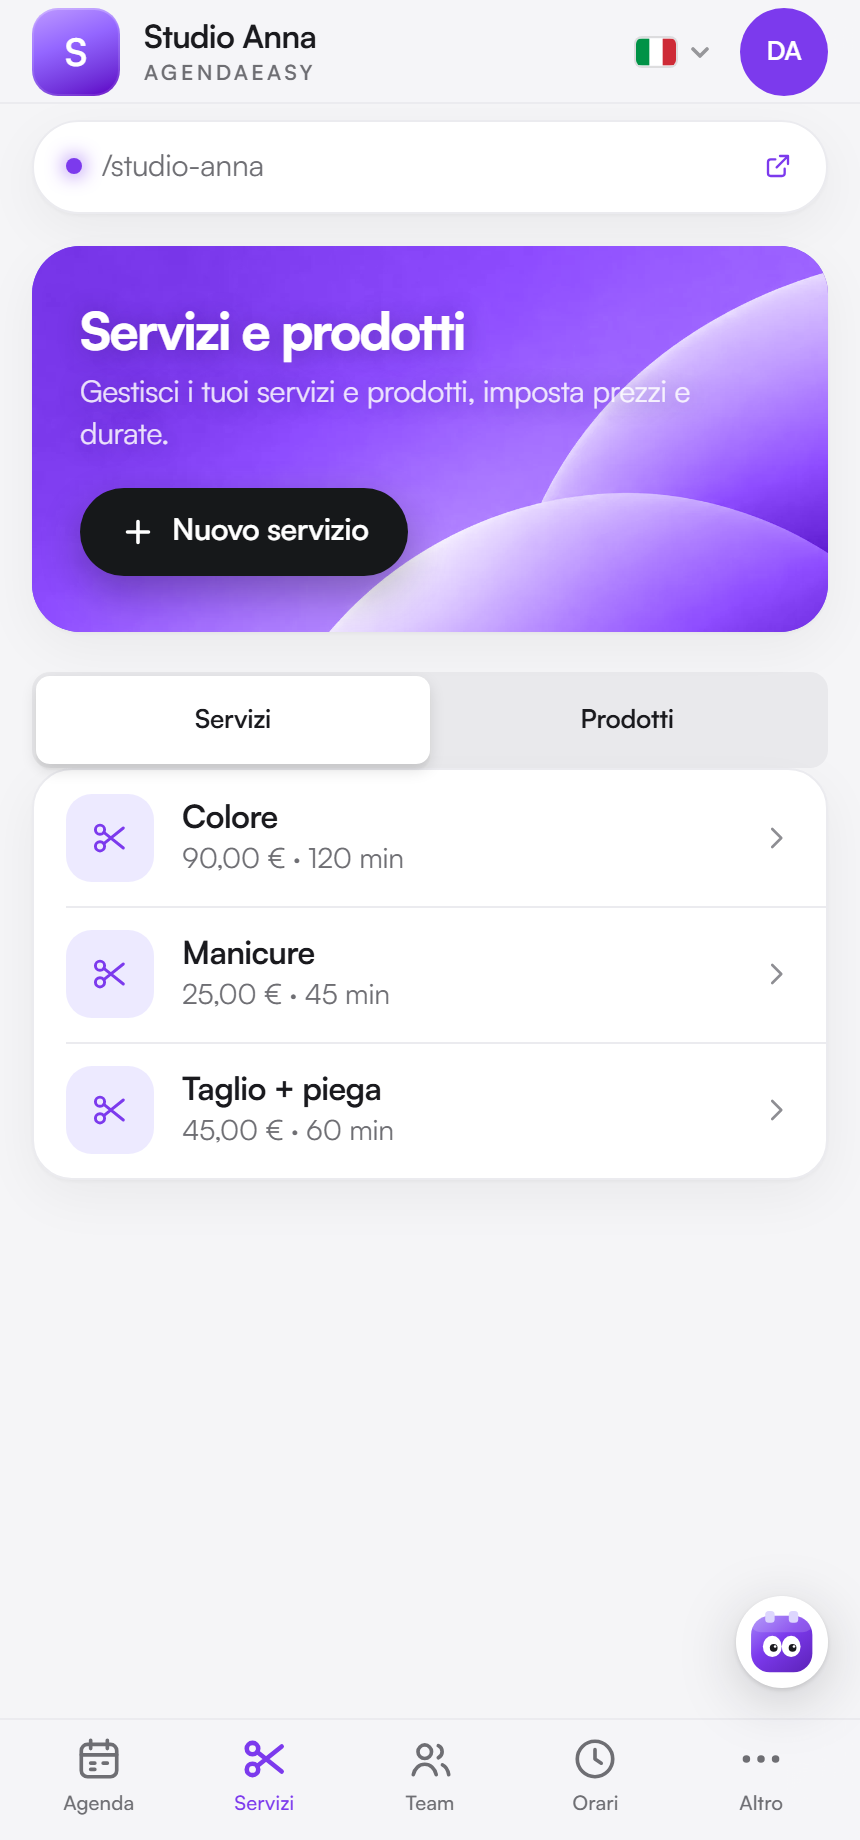 S
Studio Anna
AGENDAEASY
DA
/studio-anna
Servizi e prodotti
Gestisci i tuoi servizi e prodotti, imposta prezzi e
durate.
+ Nuovo servizio
Servizi
Prodotti
Colore
90,00 € · 120 min
Manicure
25,00 € · 45 min
Taglio + piega
45,00 € · 60 min
Agenda
Servizi
Team
Orari
Altro